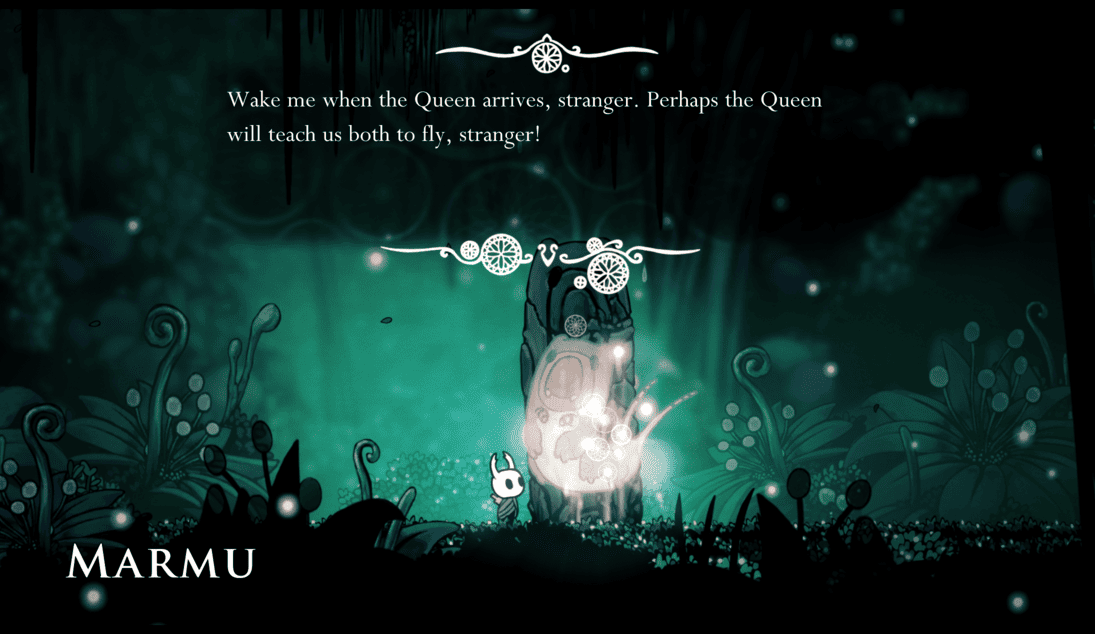 Wake me when the Queen arrives, stranger. Perhaps the Queen
will teach us both to fly, stranger!
MARMU